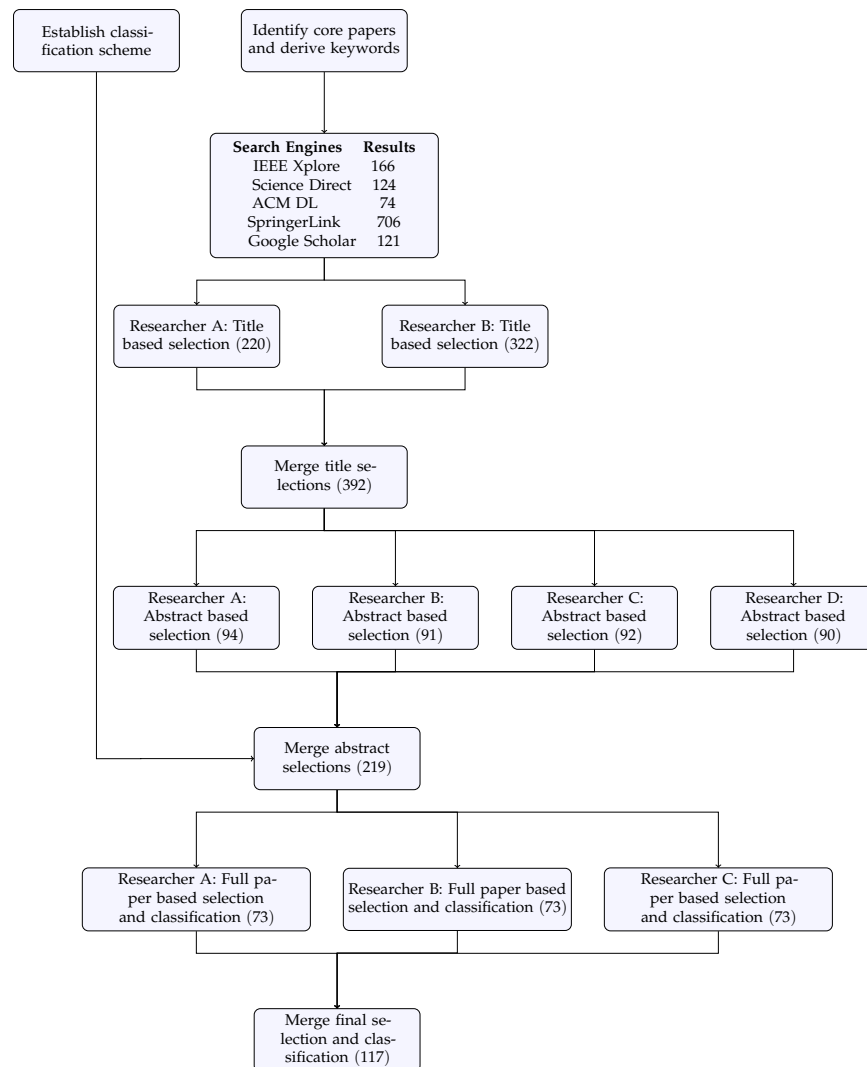 Establish classi-
fication scheme
Identify core papers
and derive keywords
Search Engines Results
IEEE Xplore 166
Science Direct 124
ACM DL 74
SpringerLink 706
Google Scholar 121
Researcher A: Title
based selection (220)
Researcher B: Title
based selection (322)
Merge title se-
lections (392)
Researcher A:
Abstract based
selection (94)
Researcher B:
Abstract based
selection (91)
Researcher C:
Abstract based
selection (92)
Researcher D:
Abstract based
selection (90)
Merge abstract
selections (219)
Researcher A: Full pa-
per based selection
and classification (73)
Researcher B: Full paper based
selection and classification (73)
Researcher C: Full pa-
per based selection
and classification (73)
Merge final se-
lection and clas-
sification (117)